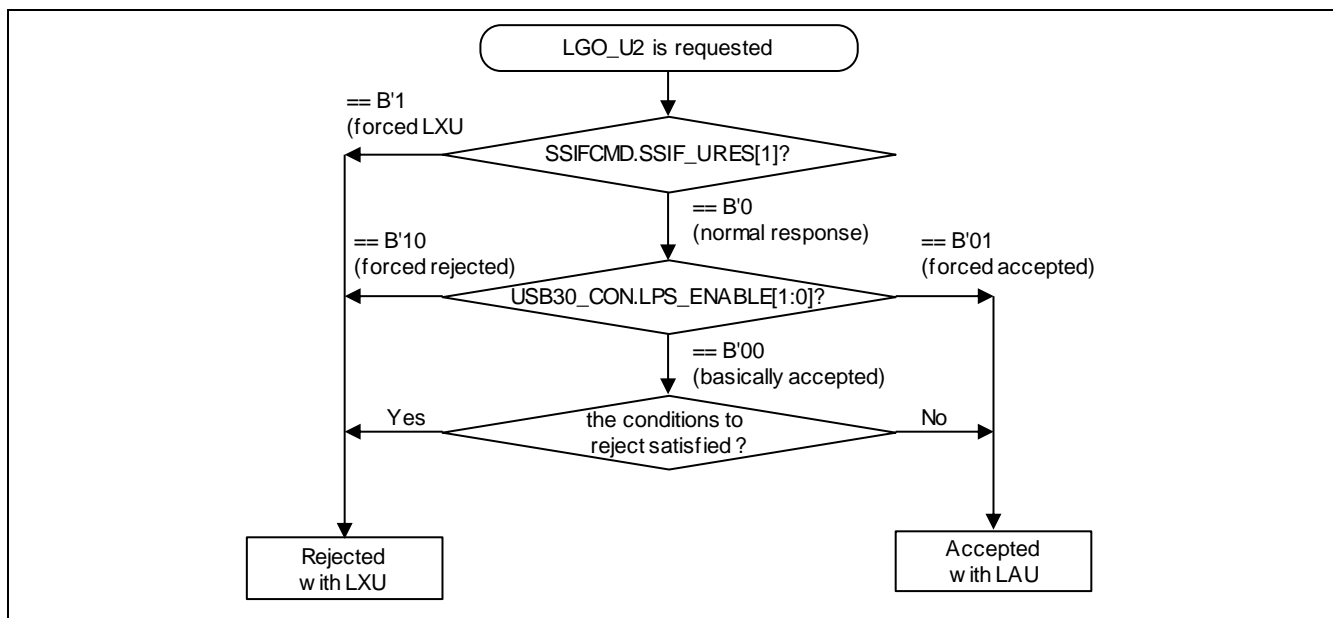 LGO_U2 is requested
== B'1
(forced LXU
SSIFCMD.SSIF_URES[1]?
== B'0
(normal response)
== B'10
(forced rejected)
== B'01
(forced accepted)
USB30_CON.LPS_ENABLE[1:0]?
== B'00
(basically accepted)
Yes
the conditions to
reject satisfied ?
No
Rejected
with LXU
Accepted
with LAU